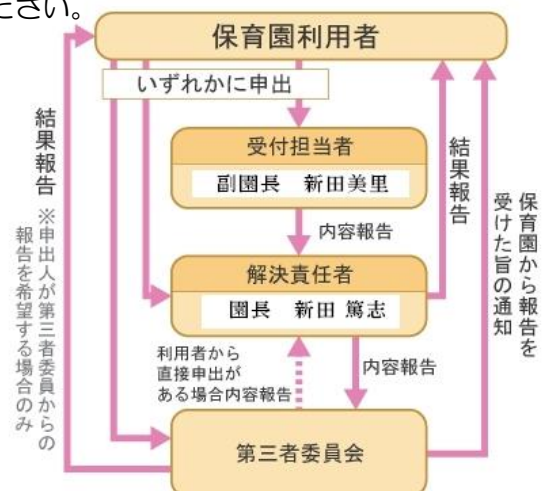 ださい。
保育園利用者
いずれかに申出
受付担当者
副園長 新田美里
内容報告
解決責任者
園長 新田 篤志
利用者から
直接申出が
ある場合内容報告
内容報告
第三者委員会
結果報告
※申出人が第三者委員からの
報告を希望する場合のみ
結果報告
保育園から報告を
受けた旨の通知